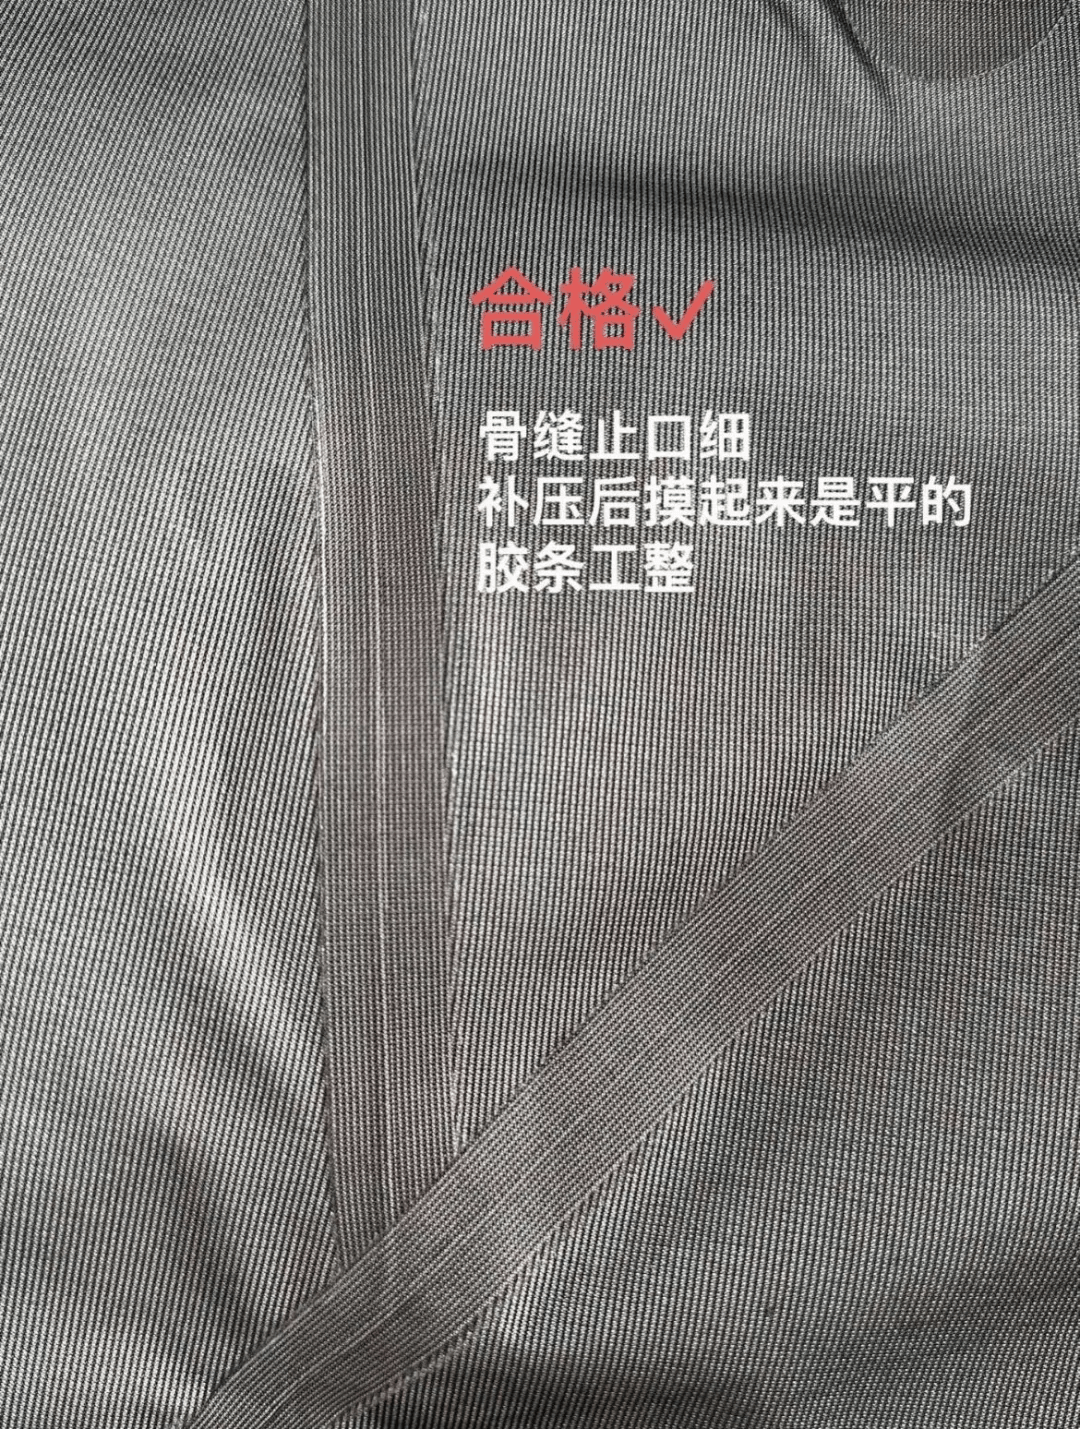 合格✓
骨缝止口细
补压后摸起来是平的
胶条工整